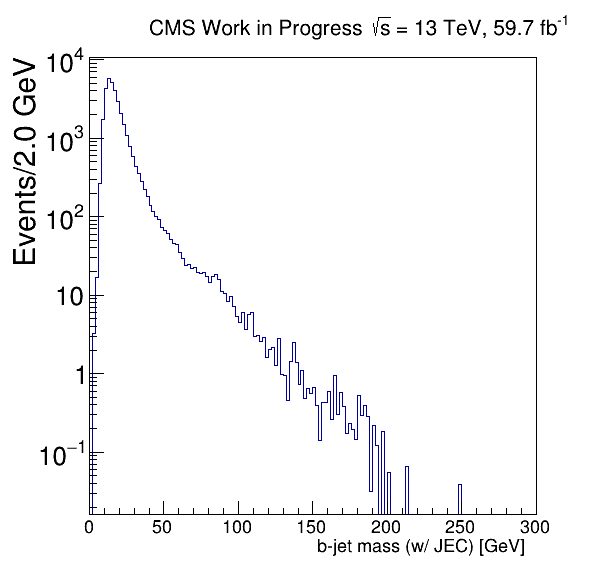 CMS Work in Progress √s = 13 TeV, 59.7 fb⁻¹
Events/2.0 GeV
10⁴
10³
10²
10
1
10⁻¹
0 50 100 150 200 250 300
b-jet mass (w/ JEC) [GeV]